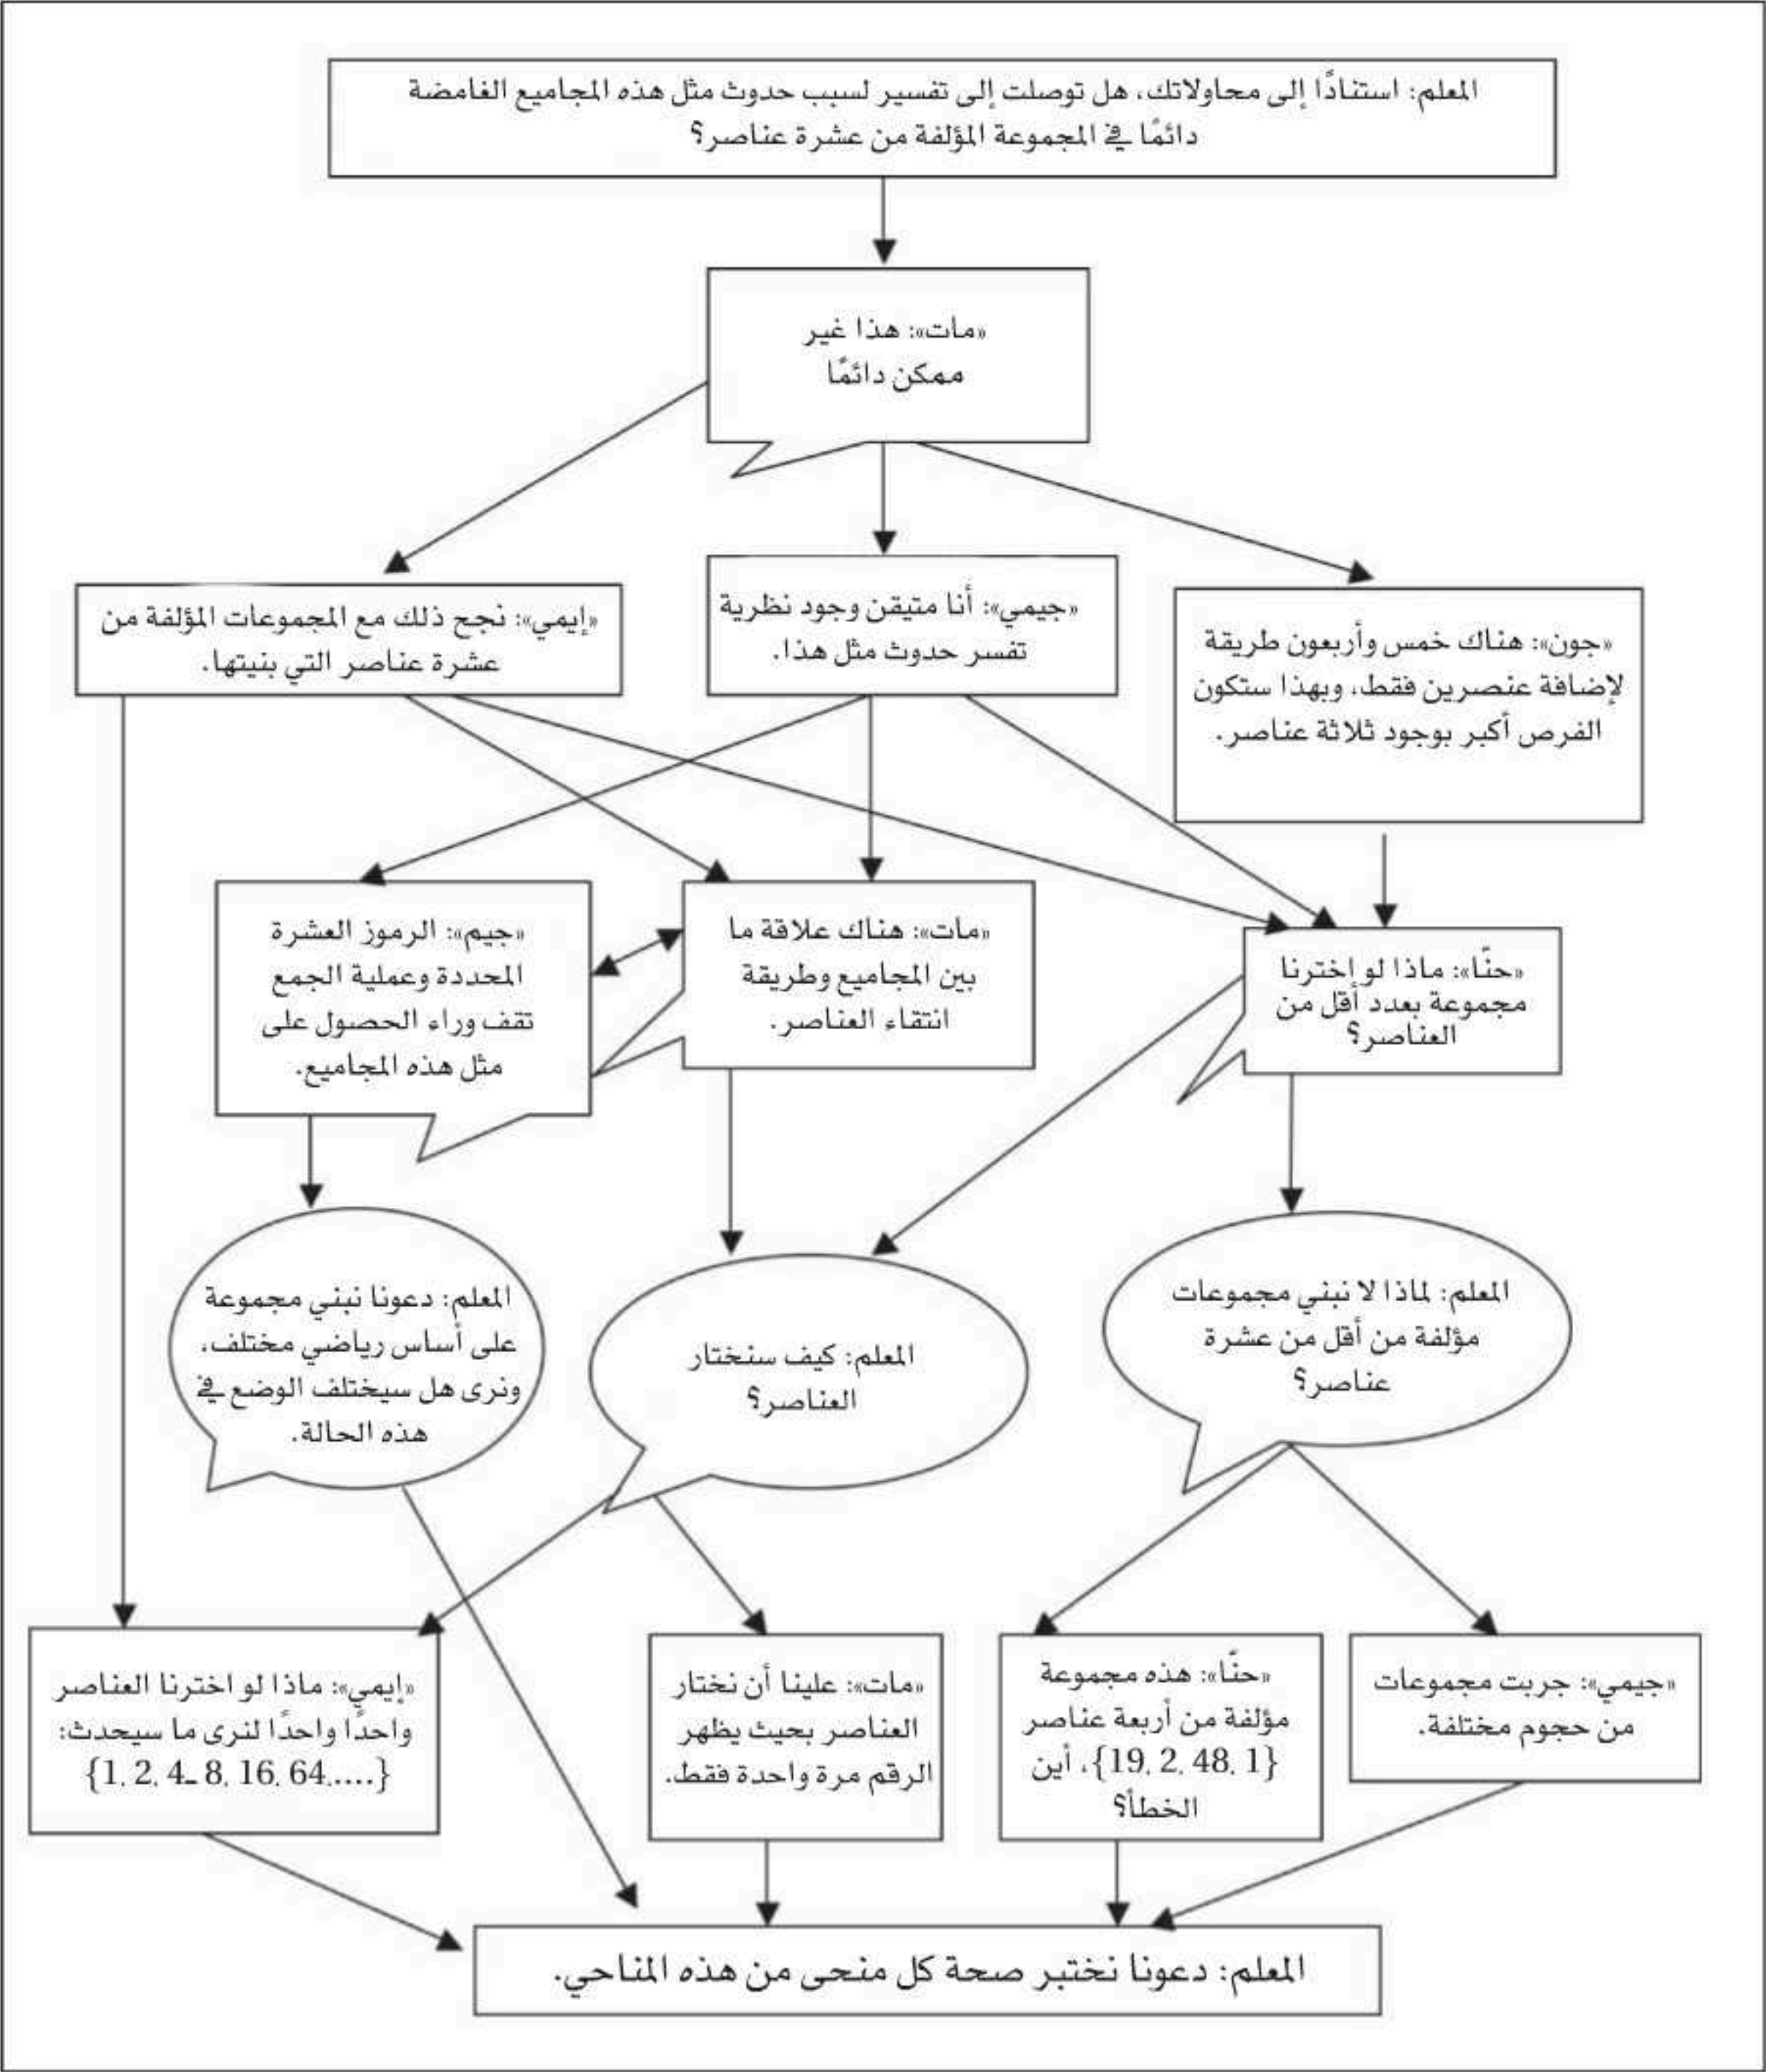 المعلم: استنادًا إلى محاولاتك، هل توصلت إلى تفسير لسبب حدوث مثل هذه المجاميع الغامضة
دائمًا في المجموعة المؤلفة من عشرة عناصر؟
«مات»: هذا غير
ممكن دائمًا
«جون»: هناك خمس وأربعون طريقة
لإضافة عنصرين فقط، وبهذا ستكون
الفرص أكبر بوجود ثلاثة عناصر.
«جيمي»: أنا متيقن وجود نظرية
تفسر حدوث مثل هذا.
«إيمي»: نجح ذلك مع المجموعات المؤلفة من
عشرة عناصر التي بنيتها.
«حنّا»: ماذا لو اخترنا
مجموعة بعدد أقل من
العناصر؟
«مات»: هناك علاقة ما
بين المجاميع وطريقة
انتقاء العناصر.
«جيم»: الرموز العشرة
المحددة وعملية الجمع
تقف وراء الحصول على
مثل هذه المجاميع.
المعلم: لماذا لا نبني مجموعات
مؤلفة من أقل من عشرة
عناصر؟
المعلم: كيف سنختار
العناصر؟
المعلم: دعونا نبني مجموعة
على أساس رياضي مختلف،
ونرى هل سيختلف الوضع في
هذه الحالة.
«جيمي»: جربت مجموعات
من حجوم مختلفة.
«حنّا»: هذه مجموعة
مؤلفة من أربعة عناصر
{19, 2, 48, 1}، أين
الخطأ؟
«مات»: علينا أن نختار
العناصر بحيث يظهر
الرقم مرة واحدة فقط.
«إيمي»: ماذا لو اخترنا العناصر
واحدًا واحدًا لنرى ما سيحدث:
{1, 2, 4ـ 8, 16, 64,....}
المعلم: دعونا نختبر صحة كل منحى من هذه المناحي.